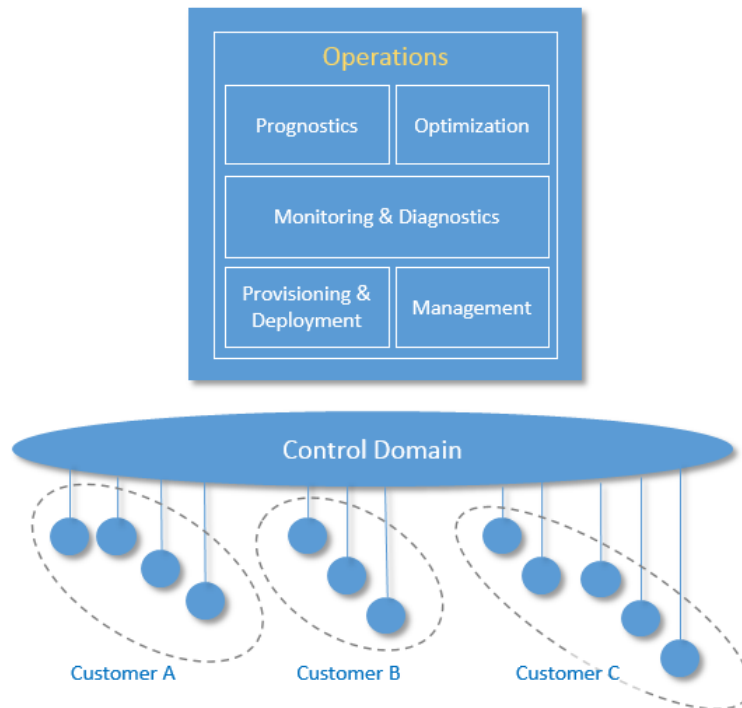 Operations
Prognostics
Optimization
Monitoring & Diagnostics
Provisioning &
Deployment
Management
Control Domain
Customer A
Customer B
Customer C